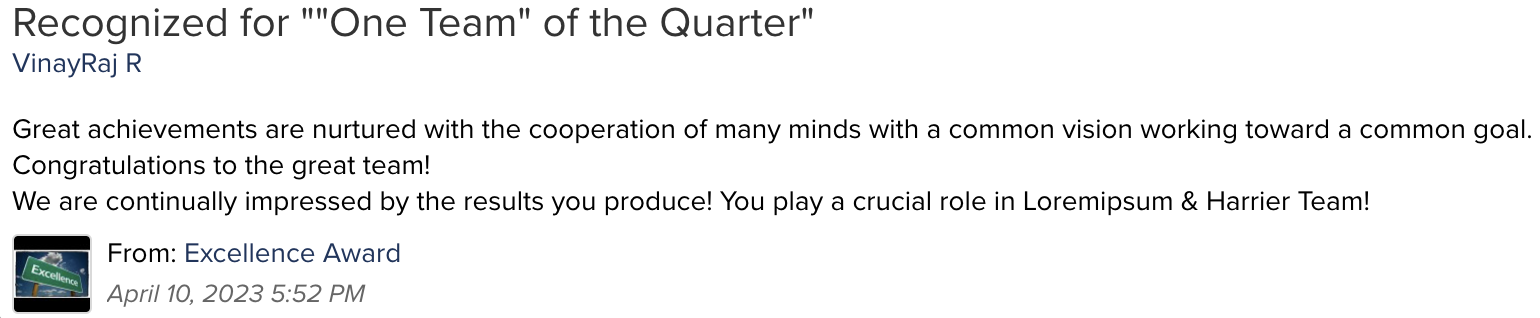 Recognized for ""One Team" of the Quarter"
VinayRaj R
Great achievements are nurtured with the cooperation of many minds with a common vision working toward a common goal.
Congratulations to the great team!
We are continually impressed by the results you produce! You play a crucial role in Loremipsum & Harrier Team!
Excellence
From: Excellence Award
April 10, 2023 5:52 PM